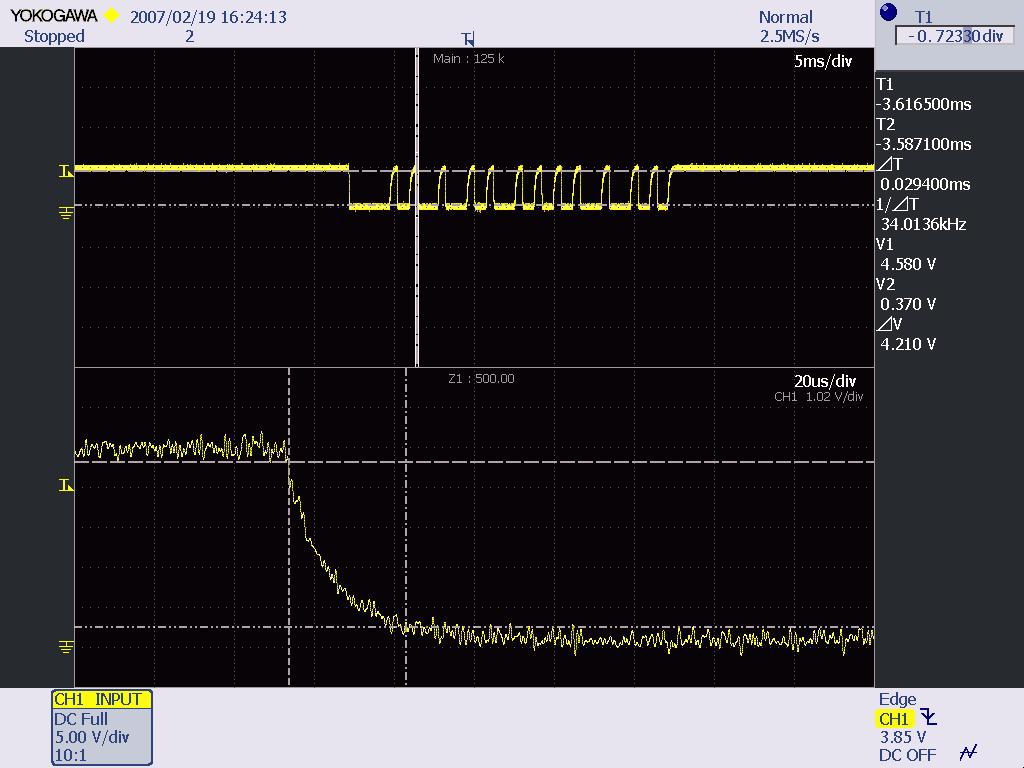 YOKOGAWA 2007/02/19 16:24:13 Normal
Stopped 2 2.5MS/s
T1
-0.72330div
Main : 125 k
5ms/div
T1
-3.616500ms
T2
-3.587100ms
⊿T
0.029400ms
1/⊿T
34.0136kHz
V1
4.580 V
V2
0.370 V
⊿V
4.210 V
Z1 : 500.00
20us/div
CH1 1.02 V/div
CH1 INPUT
DC Full
5.00 V/div
10:1
Edge
CH1
3.85 V
DC OFF